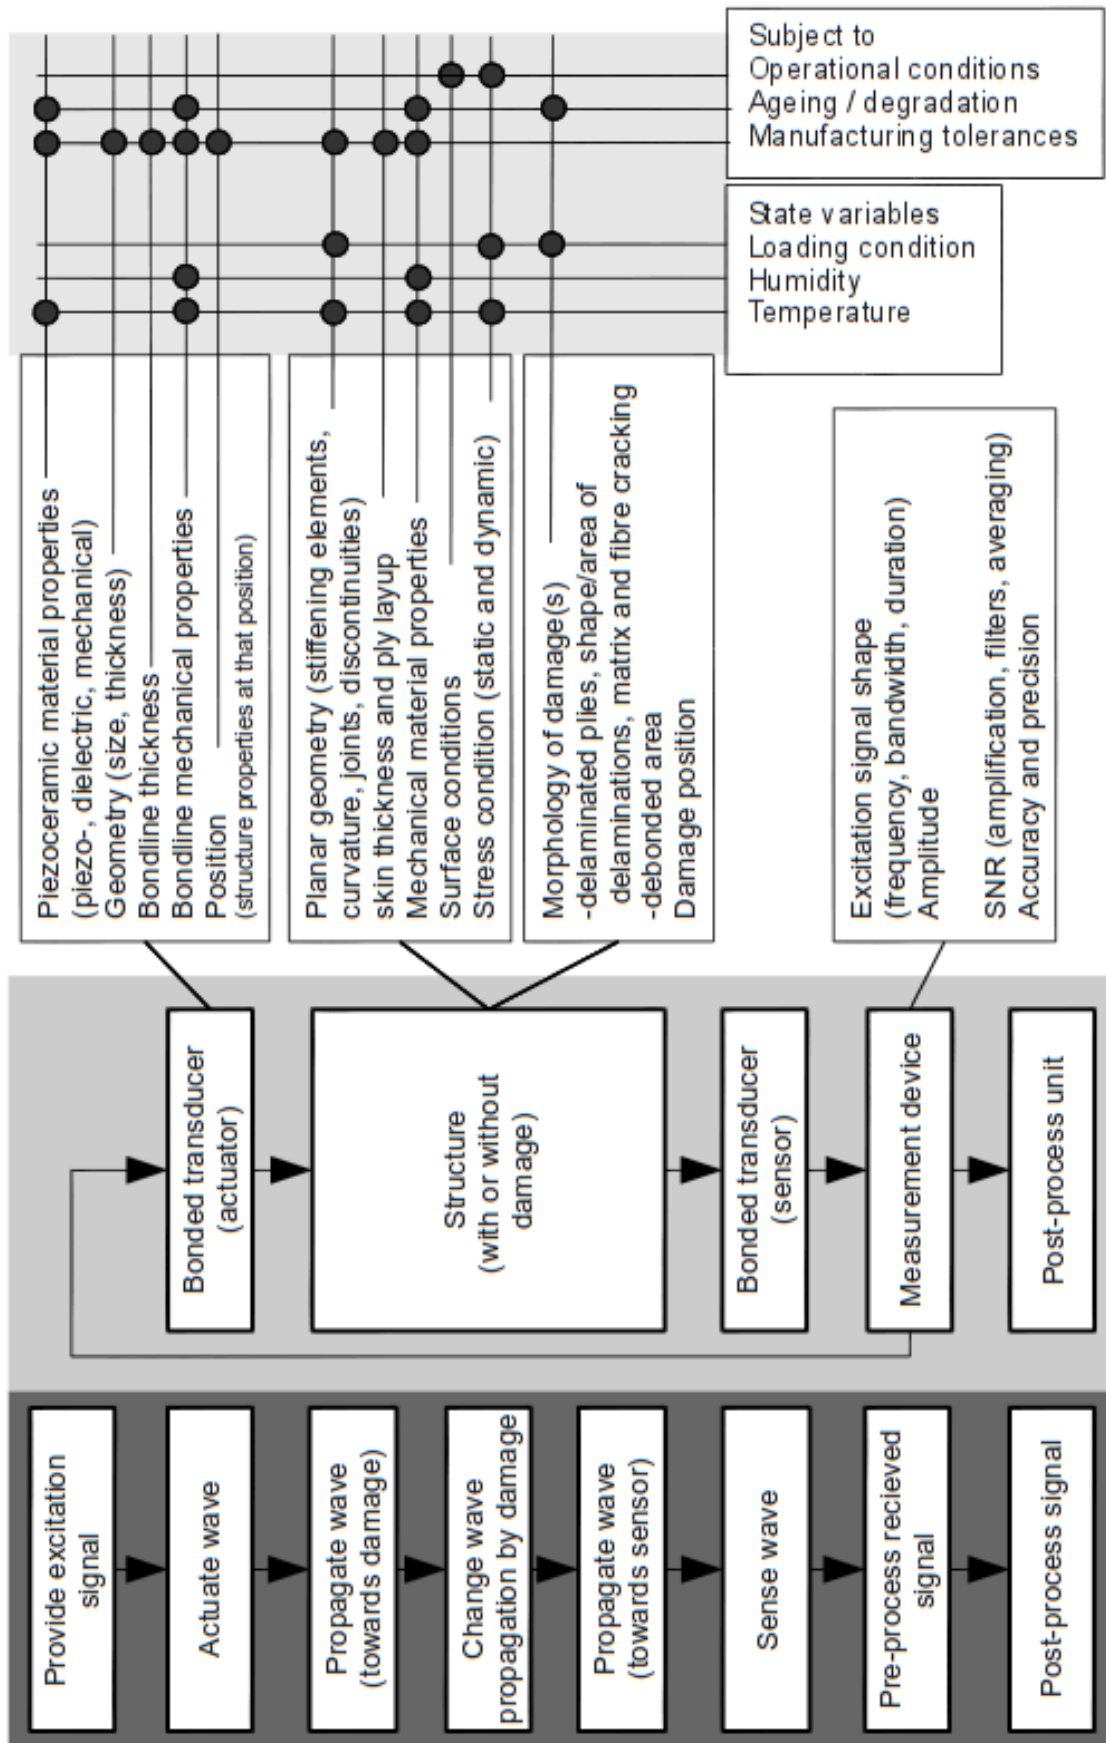 Subject to
Operational conditions
Ageing / degradation
Manufacturing tolerances
State variables
Loading condition
Humidity
Temperature
Piezoceramic material properties
(piezo-, dielectric, mechanical)
Geometry (size, thickness)
Bondline thickness
Bondline mechanical properties
Position
(structure properties at that position)
Planar geometry (stiffening elements,
curvature, joints, discontinuities)
skin thickness and ply layup
Mechanical material properties
Surface conditions
Stress condition (static and dynamic)
Morphology of damage(s)
-delaminated plies, shape/area of
delaminations, matrix and fibre cracking
-debonded area
Damage position
Excitation signal shape
(frequency, bandwidth, duration)
Amplitude
SNR (amplification, filters, averaging)
Accuracy and precision
Bonded transducer
(actuator)
Structure
(with or without
damage)
Bonded transducer
(sensor)
Measurement device
Post-process unit
Provide excitation
signal
Actuate wave
Propagate wave
(towards damage)
Change wave
propagation by damage
Propagate wave
(towards sensor)
Sense wave
Pre-process recieved
signal
Post-process signal